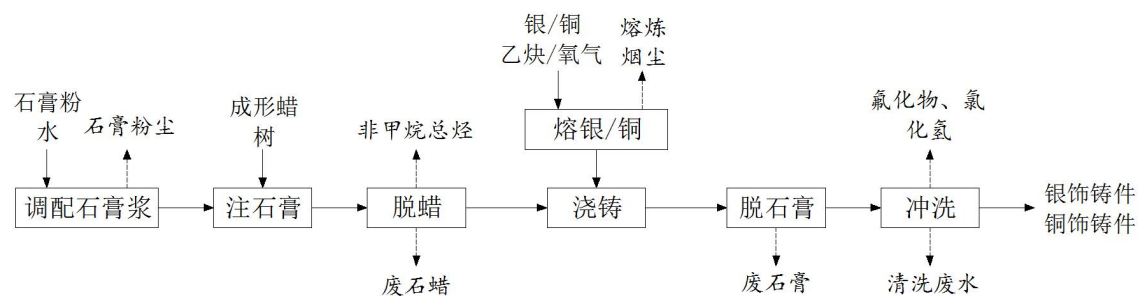 银/铜
乙炔/氧气
熔炼
烟尘
石膏粉
水
石膏粉尘
成形蜡
树
非甲烷总烃
熔银/铜
氟化物、氯
化氢
调配石膏浆
注石膏
脱蜡
浇铸
脱石膏
冲洗
银饰铸件
铜饰铸件
废石蜡
废石膏
清洗废水